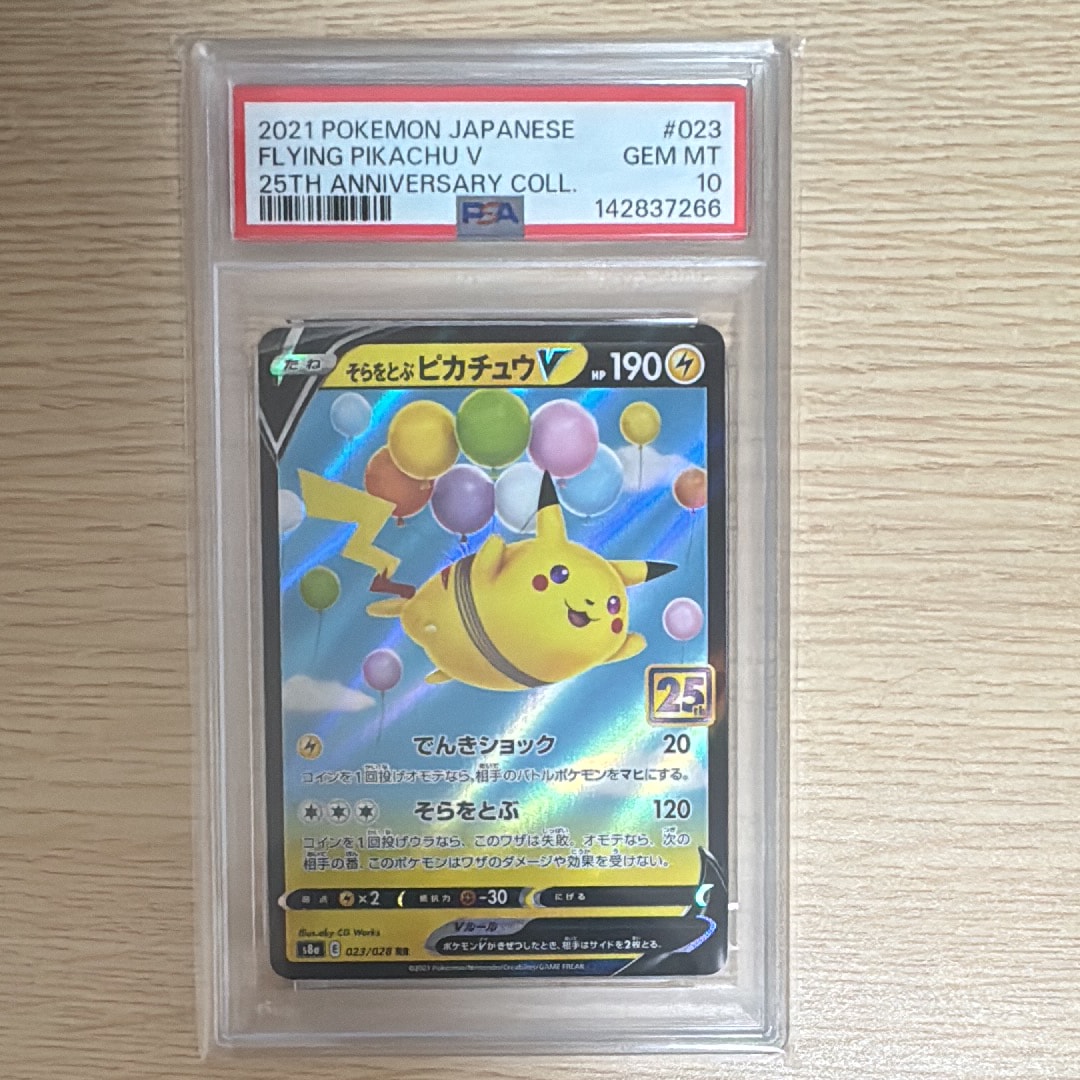 2021 POKEMON JAPANESE #023
FLYING PIKACHU V GEM MT
25TH ANNIVERSARY COLL. 10
PSA 142837266
たね そらをとぶピカチュウV HP 190
25th
でんきショック 20
コインを1回投げオモテなら、相手のバトルポケモンをマヒにする。
そらをとぶ 120
コインを1回投げウラなら、このワザは失敗。オモテなら、次の
相手の番、このポケモンはワザのダメージや効果を受けない。
弱点 ×2 抵抗力 -30 にげる
Illus.aky CG Works
Vルール
s8a E 023/028 RR
ポケモンVがきぜつしたとき、相手はサイドを2枚とる。
©2021 Pokémon/Nintendo/Creatures/GAME FREAK